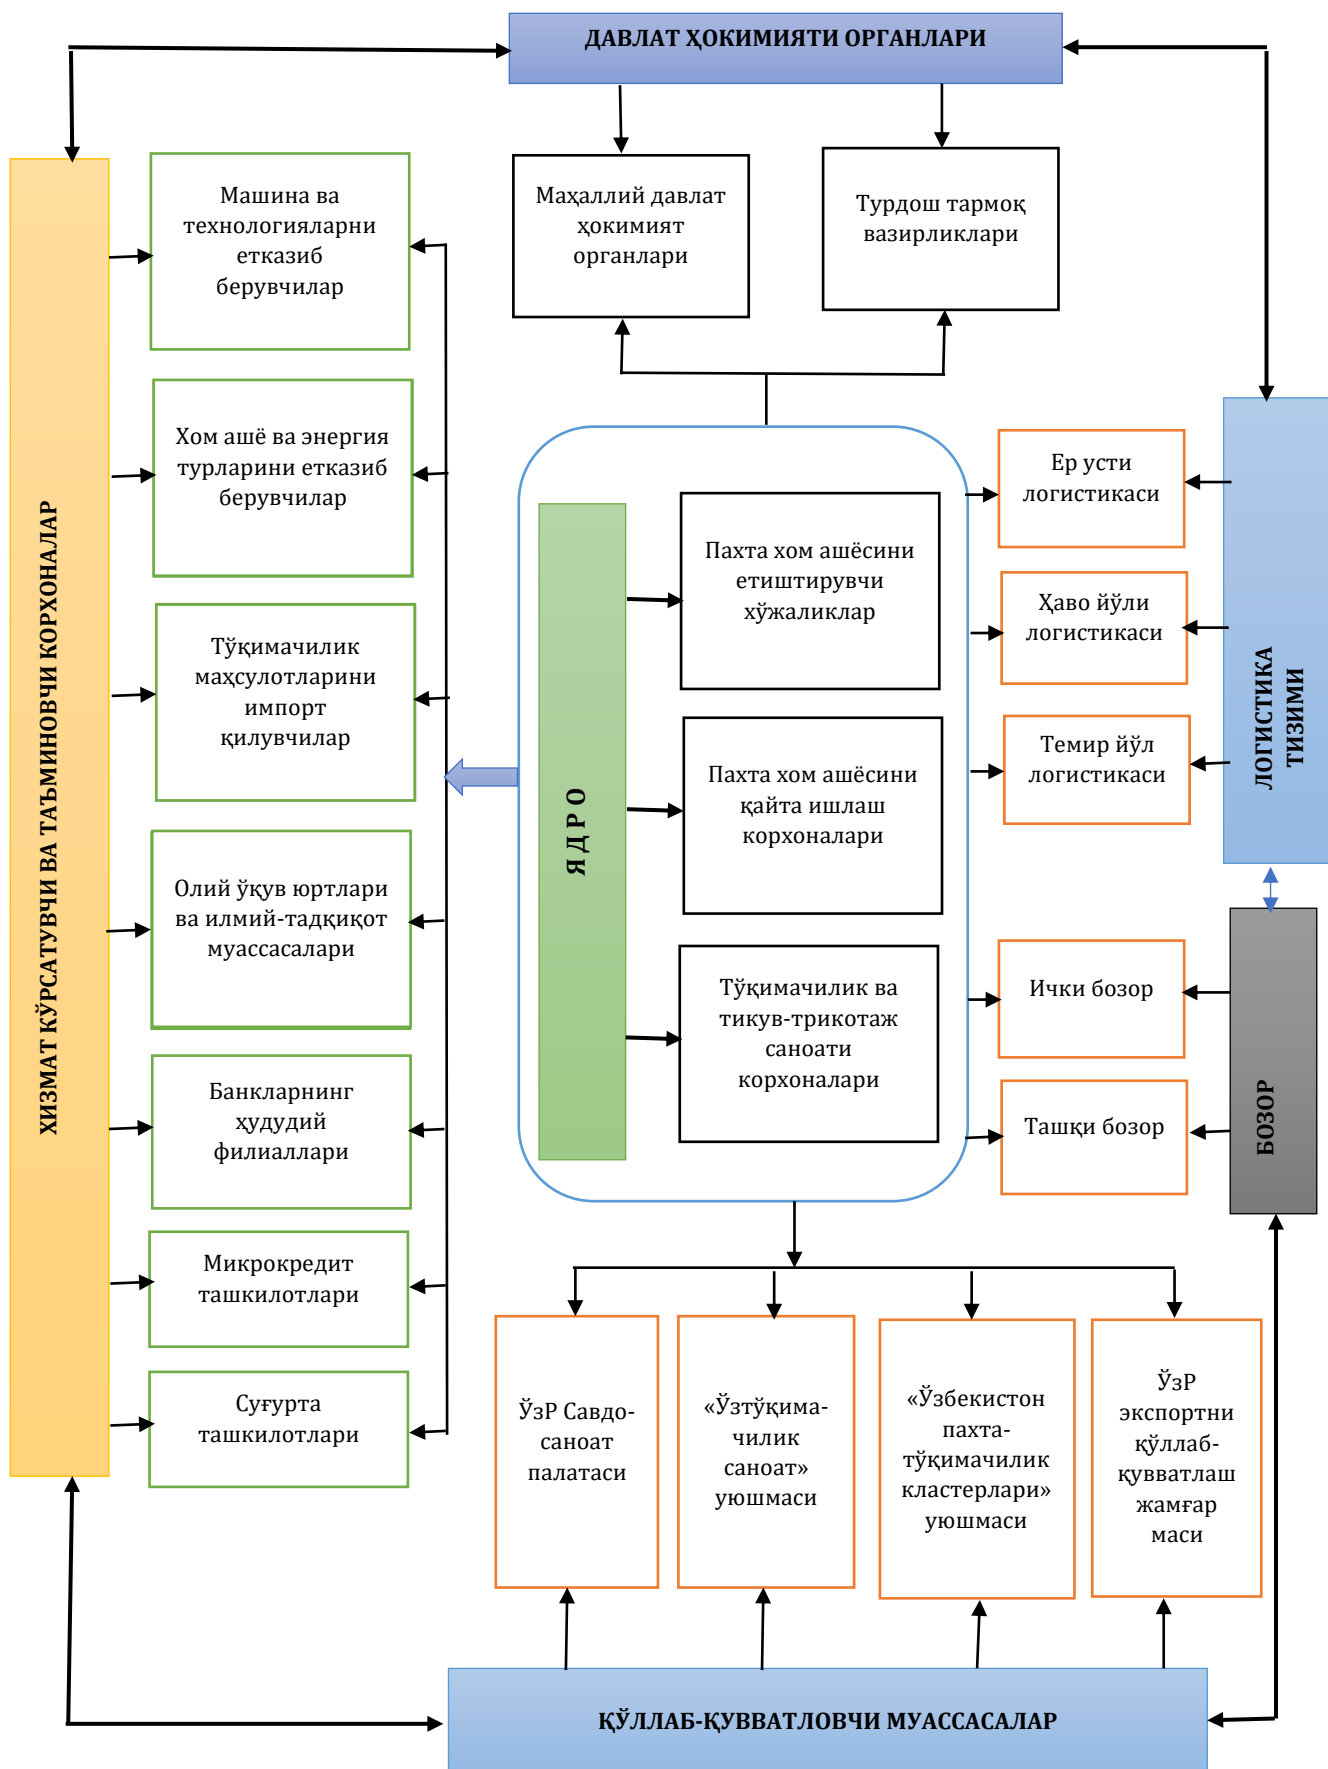 ДАВЛАТ ҲОКИМИЯТИ ОРГАНЛАРИ
Маҳаллий давлат
ҳокимият
органлари
Турдош тармоқ
вазирликлари
ХИЗМАТ КЎРСАТУВЧИ ВА ТАЪМИНОВЧИ КОРХОНАЛАР
Машина ва
технологияларни
етказиб
берувчилар
Хом ашё ва энергия
турларини етказиб
берувчилар
Тўқимачилик
маҳсулотларини
импорт
қилувчилар
Олий ўқув юртлари
ва илмий-тадқиқот
муассасалари
Банкларнинг
ҳудудий
филиаллари
Микрокредит
ташкилотлари
Суғурта
ташкилотлари
Я Д Р О
Пахта хом ашёсини
етиштирувчи
хўжаликлар
Пахта хом ашёсини
қайта ишлаш
корхоналари
Тўқимачилик ва
тикув-трикотаж
саноати
корхоналари
Ер усти
логистикаси
Ҳаво йўли
логистикаси
Темир йўл
логистикаси
ЛОГИСТИКА
ТИЗИМИ
Ички бозор
Ташқи бозор
БОЗОР
ЎзР Савдо-
саноат
палатаси
«Ўзтўқима-
чилик
саноат»
уюшмаси
«Ўзбекистон
пахта-
тўқимачилик
кластерлари»
уюшмаси
ЎзР
экспортни
қўллаб-
қувватлаш
жамғар
маси
ҚЎЛЛАБ-ҚУВВАТЛОВЧИ МУАССАСАЛАР